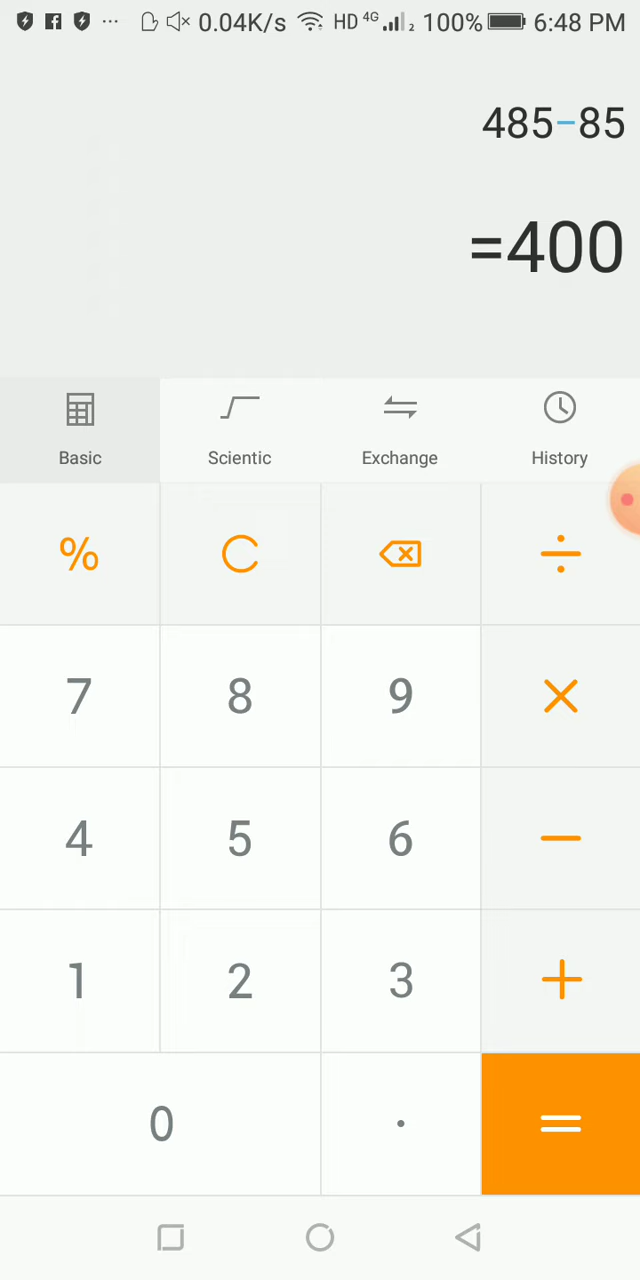 0.04K/s HD 4G 2 100% 6:48 PM
485−85
=400
Basic Scientic Exchange History
% C ÷
7 8 9 ×
4 5 6 −
1 2 3 +
0 . =